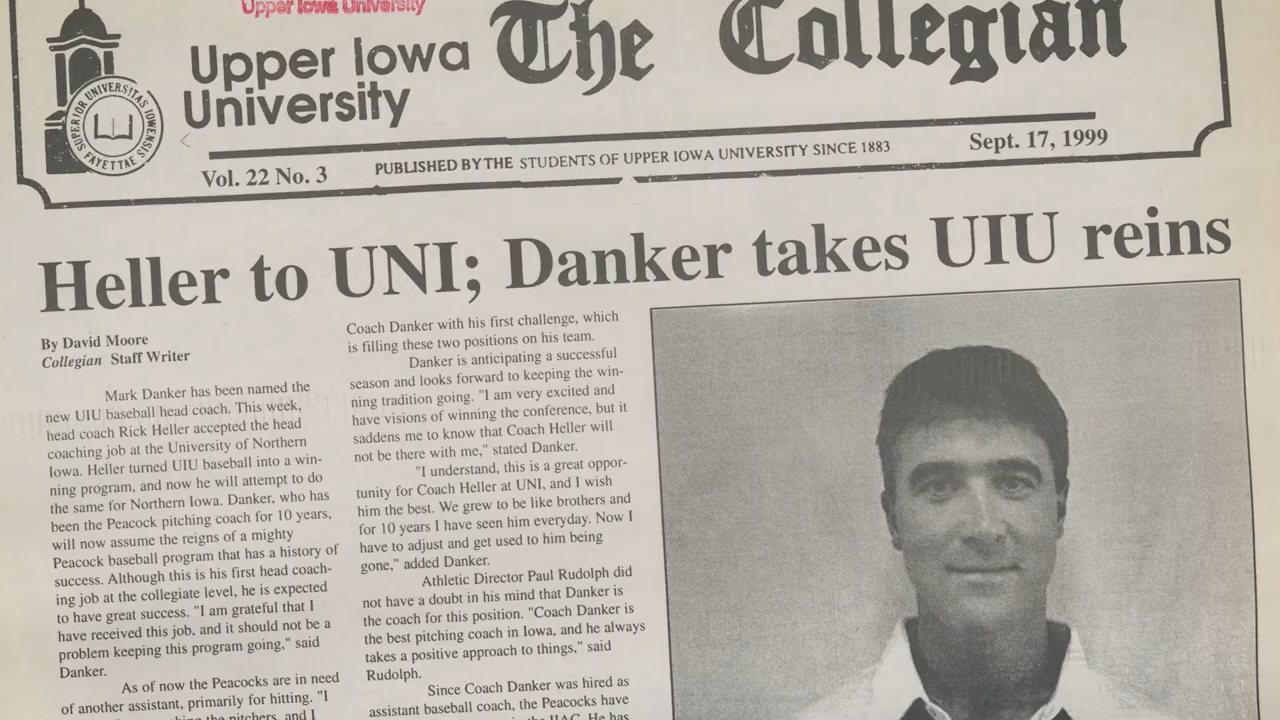 Upper Iowa University
Upper Iowa
University
The Collegian
SUPERIOR UNIVERSITAS IOWENSIS
FAYETTAE
Vol. 22 No. 3
PUBLISHED BY THE STUDENTS OF UPPER IOWA UNIVERSITY SINCE 1883
Sept. 17, 1999
Heller to UNI; Danker takes UIU reins
By David Moore
Collegian Staff Writer
Mark Danker has been named the
new UIU baseball head coach. This week,
head coach Rick Heller accepted the head
coaching job at the University of Northern
Iowa. Heller turned UIU baseball into a win-
ning program, and now he will attempt to do
the same for Northern Iowa. Danker, who has
been the Peacock pitching coach for 10 years,
will now assume the reigns of a mighty
Peacock baseball program that has a history of
success. Although this is his first head coach-
ing job at the collegiate level, he is expected
to have great success. "I am grateful that I
have received this job, and it should not be a
problem keeping this program going," said
Danker.
As of now the Peacocks are in need
of another assistant, primarily for hitting. "I
the pitchers, and I
Coach Danker with his first challenge, which
is filling these two positions on his team.
Danker is anticipating a successful
season and looks forward to keeping the win-
ning tradition going. "I am very excited and
have visions of winning the conference, but it
saddens me to know that Coach Heller will
not be there with me," stated Danker.
"I understand, this is a great oppor-
tunity for Coach Heller at UNI, and I wish
him the best. We grew to be like brothers and
for 10 years I have seen him everyday. Now I
have to adjust and get used to him being
gone," added Danker.
Athletic Director Paul Rudolph did
not have a doubt in his mind that Danker is
the coach for this position. "Coach Danker is
the best pitching coach in Iowa, and he always
takes a positive approach to things," said
Rudolph.
Since Coach Danker was hired as
assistant baseball coach, the Peacocks have
the IIAC. He has